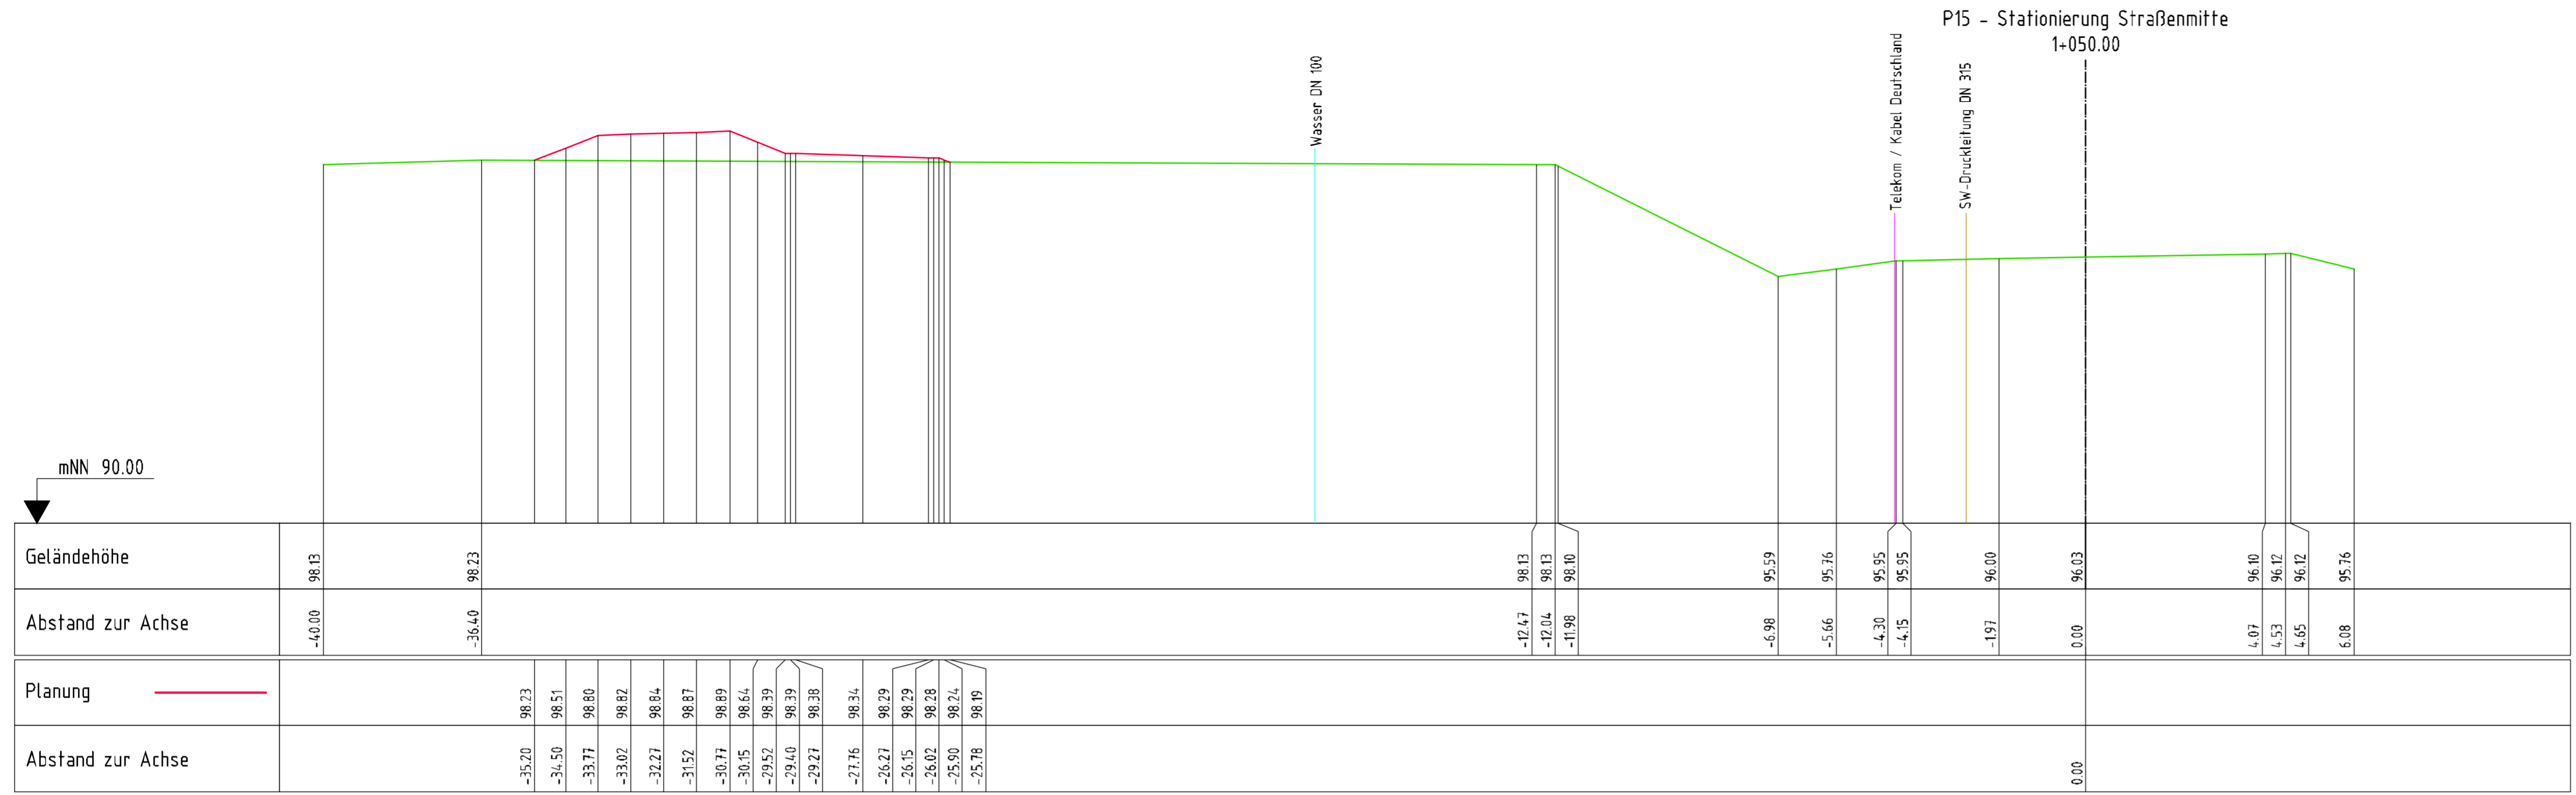 P15 - Stationierung Straßenmitte
1+050.00
Wasser DN 100
Telekom / Kabel Deutschland
SW-Druckleitung DN 315
mNN 90.00
Geländehöhe 98.13 98.23 98.13 98.13 98.10 95.59 95.76 95.95 95.95 96.00 96.03 96.10 96.12 96.12 95.76
Abstand zur Achse -40.00 -36.40 -12.47 -12.04 -11.98 -6.98 -5.66 -4.30 -4.15 -1.97 0.00 4.07 4.53 4.65 6.08
Planung 98.23 98.51 98.80 98.82 98.84 98.87 98.89 98.64 98.39 98.39 98.38 98.34 98.29 98.29 98.28 98.24 98.19
Abstand zur Achse -35.20 -34.50 -33.77 -33.02 -32.27 -31.52 -30.77 -30.15 -29.52 -29.40 -29.27 -27.76 -26.27 -26.15 -26.02 -25.90 -25.78 0.00